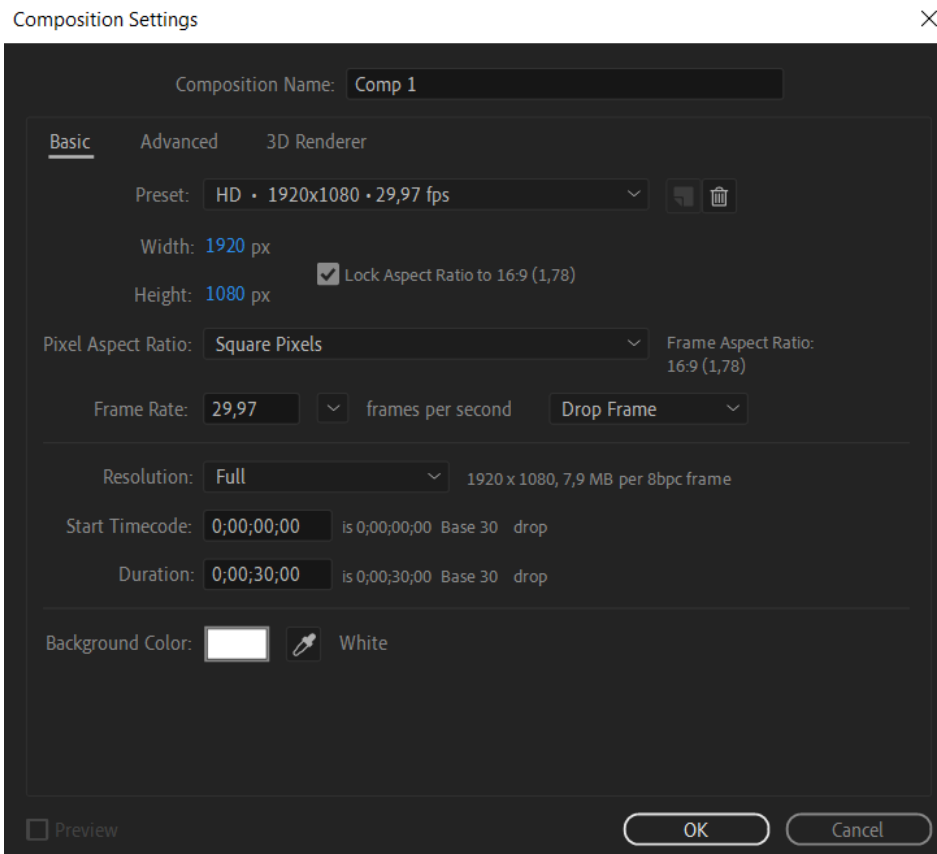 Composition Settings
Composition Name: Comp 1
Basic Advanced 3D Renderer
Preset: HD • 1920x1080 • 29,97 fps
Width: 1920 px
Lock Aspect Ratio to 16:9 (1,78)
Height: 1080 px
Pixel Aspect Ratio: Square Pixels Frame Aspect Ratio:
16:9 (1,78)
Frame Rate: 29,97 frames per second Drop Frame
Resolution: Full 1920 x 1080, 7,9 MB per 8bpc frame
Start Timecode: 0;00;00;00 is 0;00;00;00 Base 30 drop
Duration: 0;00;30;00 is 0;00;30;00 Base 30 drop
Background Color: White
Preview OK Cancel